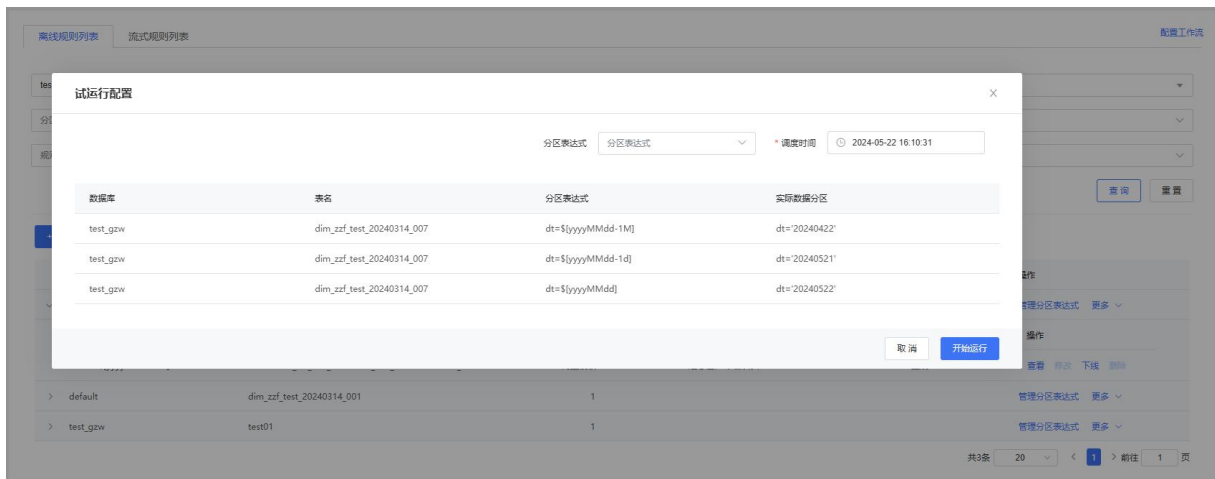 离线规则列表 流式规则列表 配置工作流
tes
试运行配置
分区表达式 分区表达式 * 调度时间 2024-05-22 16:10:31
规则
查询 重置
数据库 表名 分区表达式 实际数据分区
test_gzw dim_zzf_test_20240314_007 dt=$[yyyyMMdd-1M] dt='20240422'
test_gzw dim_zzf_test_20240314_007 dt=$[yyyyMMdd-1d] dt='20240521'
操作
test_gzw dim_zzf_test_20240314_007 dt=$[yyyyMMdd] dt='20240522'
管理分区表达式 更多
操作
取消 开始运行
查看 修改 下线 删除
default dim_zzf_test_20240314_001 1 管理分区表达式 更多
test_gzw test01 1 管理分区表达式 更多
共3条 20 1 前往 1 页